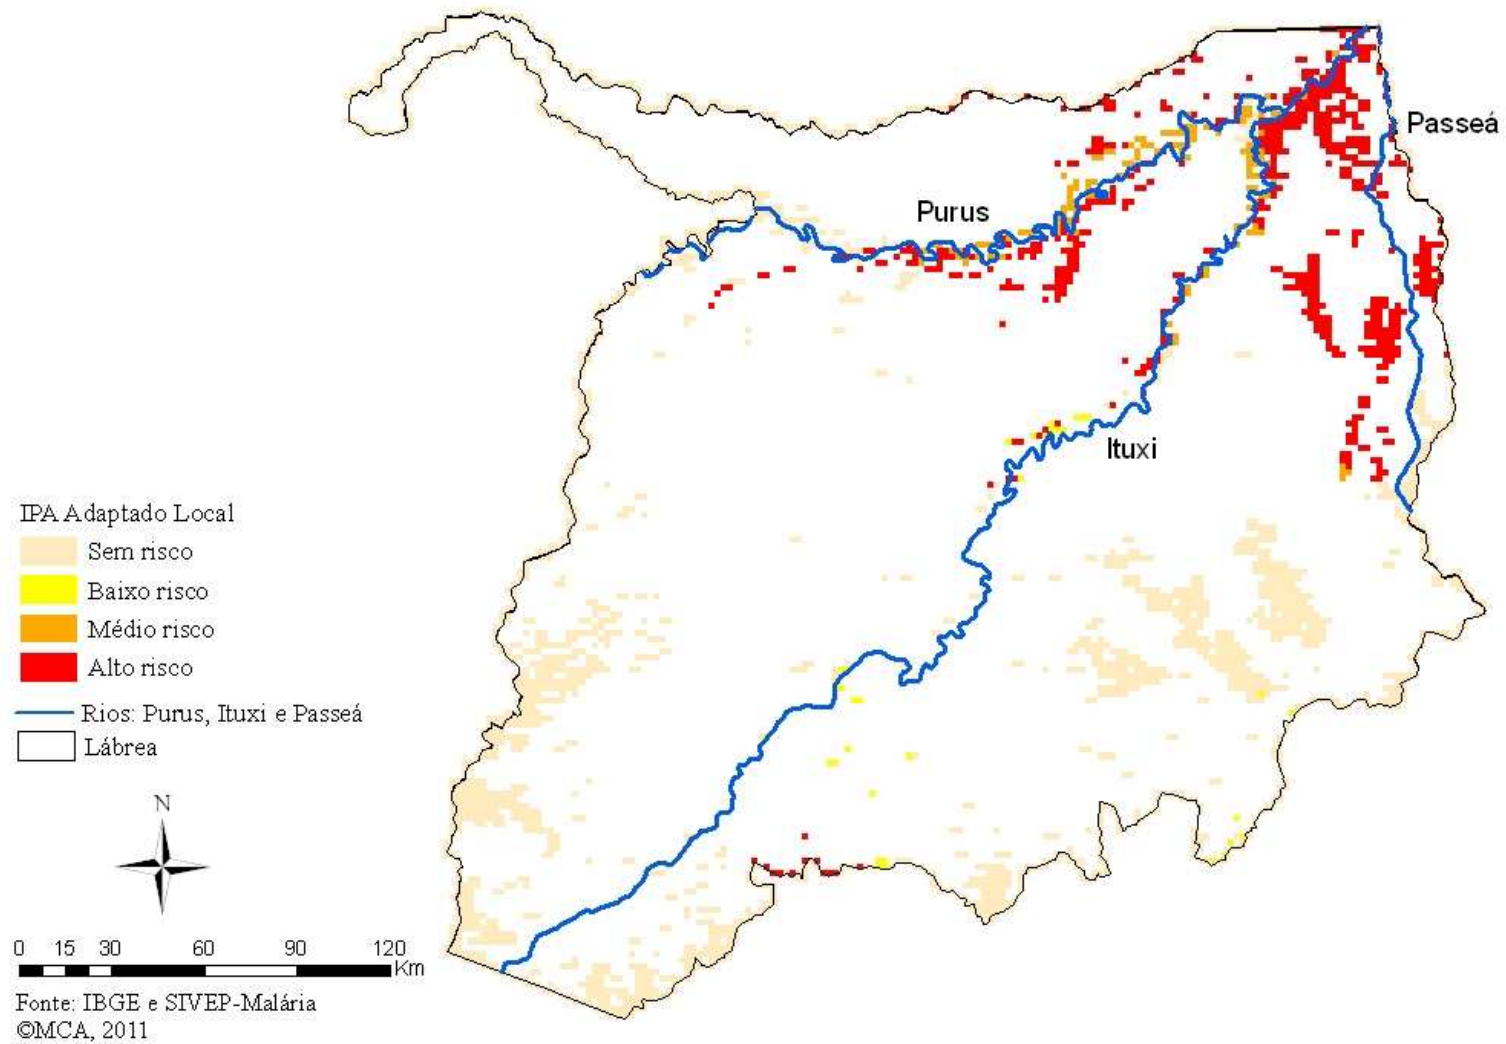 Passeá
Purus
Ituxi
IPA Adaptado Local
Sem risco
Baixo risco
Médio risco
Alto risco
Rios: Purus, Ituxi e Passeá
Lábrea
N
0 15 30 60 90 120
Km
Fonte: IBGE e SIVEP-Malária
©MCA, 2011